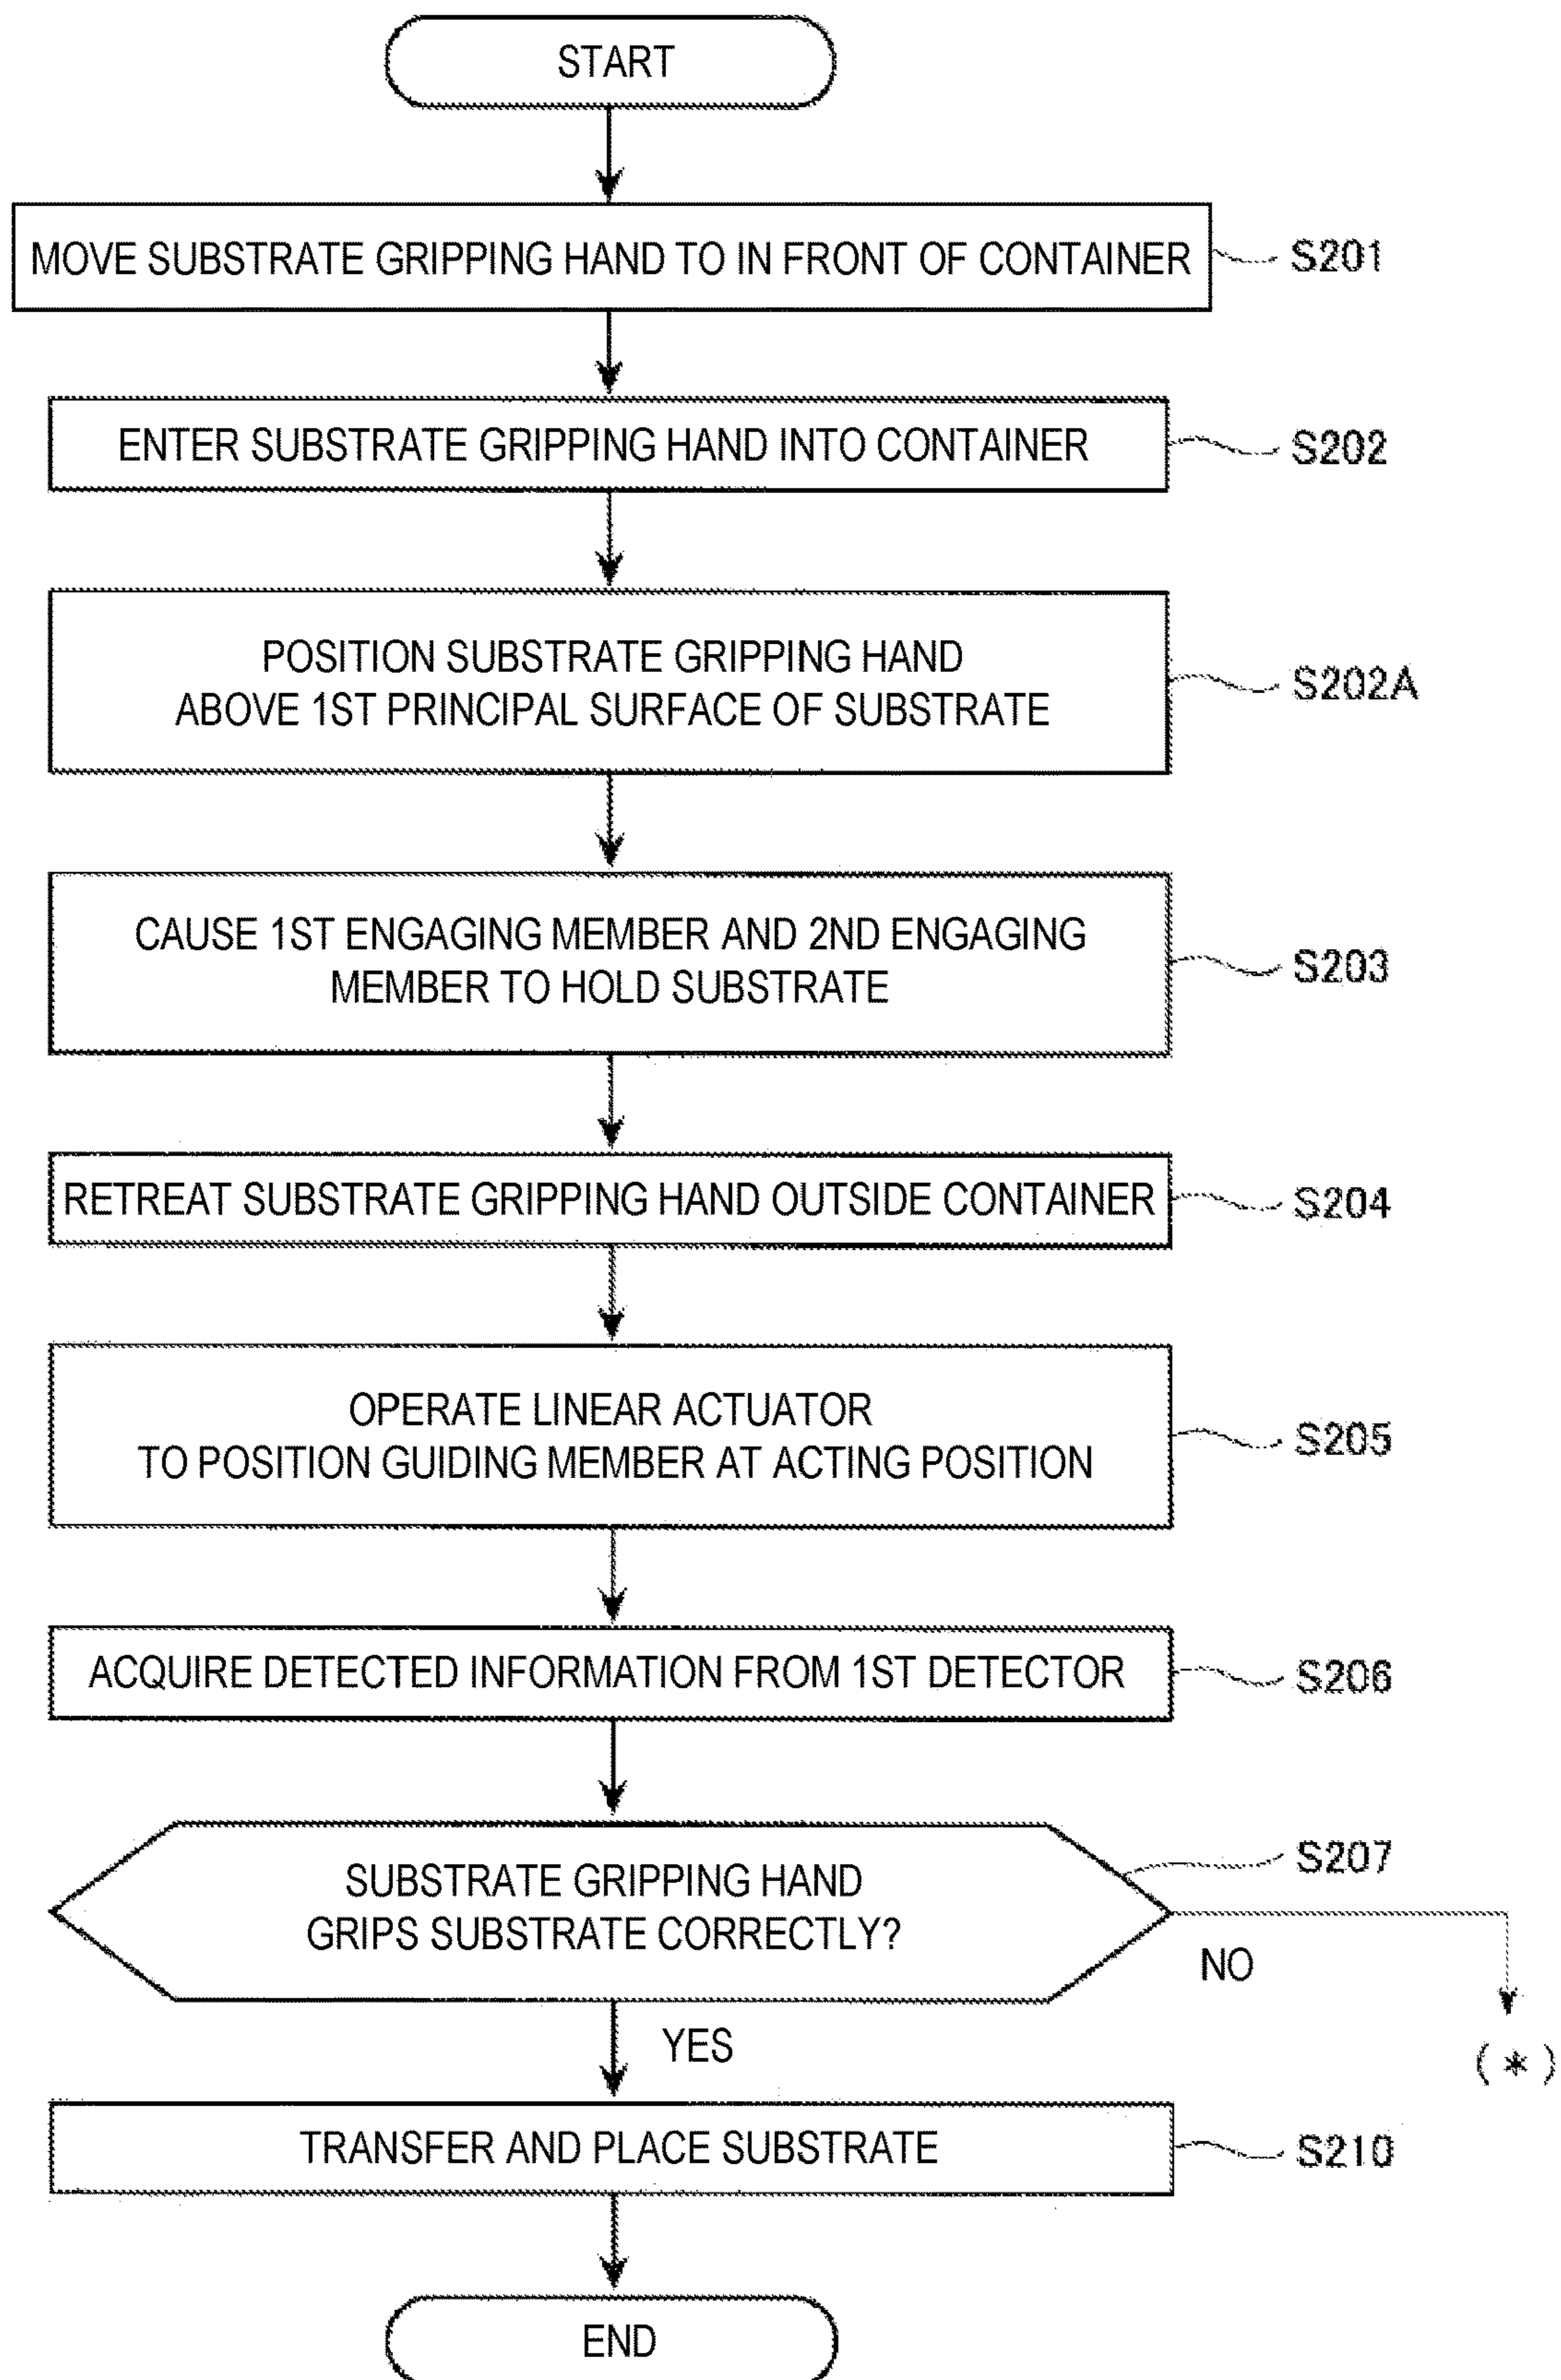 START
MOVE SUBSTRATE GRIPPING HAND TO IN FRONT OF CONTAINER
S201
ENTER SUBSTRATE GRIPPING HAND INTO CONTAINER
S202
POSITION SUBSTRATE GRIPPING HAND
ABOVE 1ST PRINCIPAL SURFACE OF SUBSTRATE
S202A
CAUSE 1ST ENGAGING MEMBER AND 2ND ENGAGING
MEMBER TO HOLD SUBSTRATE
S203
RETREAT SUBSTRATE GRIPPING HAND OUTSIDE CONTAINER
S204
OPERATE LINEAR ACTUATOR
TO POSITION GUIDING MEMBER AT ACTING POSITION
S205
ACQUIRE DETECTED INFORMATION FROM 1ST DETECTOR
S206
SUBSTRATE GRIPPING HAND
GRIPS SUBSTRATE CORRECTLY?
S207
NO
(*)
YES
TRANSFER AND PLACE SUBSTRATE
S210
END